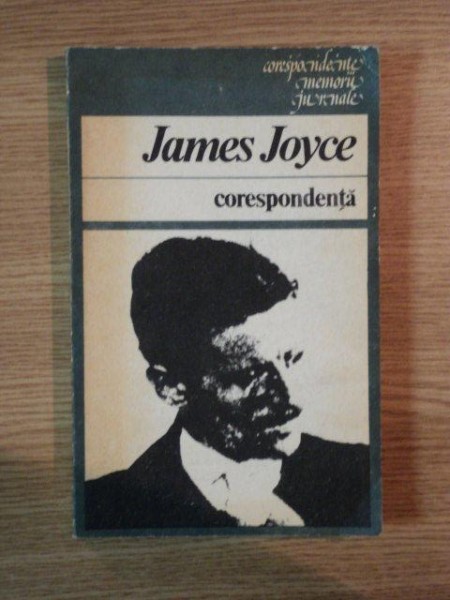 corespondențe
memorii
jurnale
James Joyce
corespondență